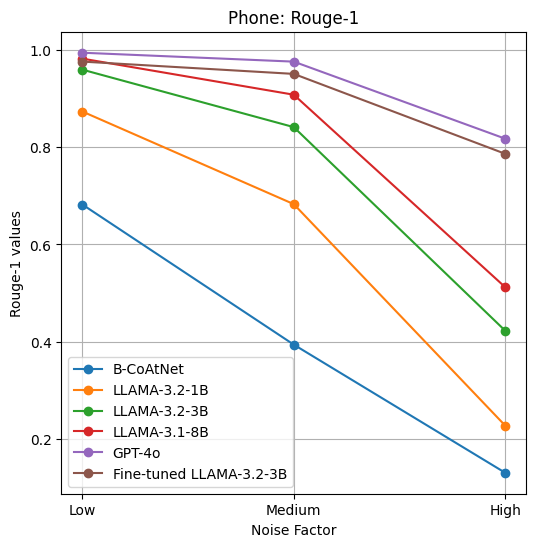 Phone: Rouge-1
1.0
0.8
0.6
0.4
0.2
Rouge-1 values
B-CoAtNet
LLAMA-3.2-1B
LLAMA-3.2-3B
LLAMA-3.1-8B
GPT-4o
Fine-tuned LLAMA-3.2-3B
Low Medium High
Noise Factor